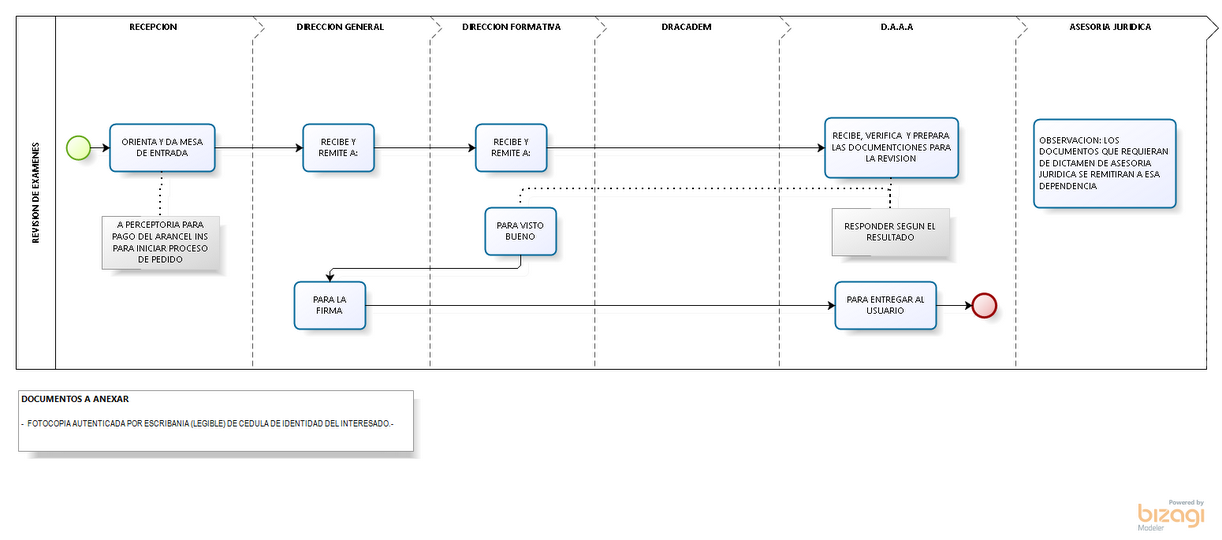 RECEPCION
DIRECCION GENERAL
DIRECCION FORMATIVA
DRACADEM
D.A.A.A
ASESORIA JURIDICA
REVISION DE EXAMENES
ORIENTA Y DA MESA
DE ENTRADA
RECIBE Y
REMITE A:
RECIBE Y
REMITE A:
RECIBE, VERIFICA Y PREPARA
LAS DOCUMENTCIONES PARA
LA REVISION
OBSERVACION: LOS
DOCUMENTOS QUE REQUIERAN
DE DICTAMEN DE ASESORIA
JURIDICA SE REMITIRAN A ESA
DEPENDENCIA
A PERCEPTORIA PARA
PAGO DEL ARANCEL INS
PARA INICIAR PROCESO
DE PEDIDO
PARA VISTO
BUENO
RESPONDER SEGUN EL
RESULTADO
PARA LA
FIRMA
PARA ENTREGAR AL
USUARIO
DOCUMENTOS A ANEXAR
- FOTOCOPIA AUTENTICADA POR ESCRIBANIA (LEGIBLE) DE CEDULA DE IDENTIDAD DEL INTERESADO.-
Powered by
bizagi
Modeler